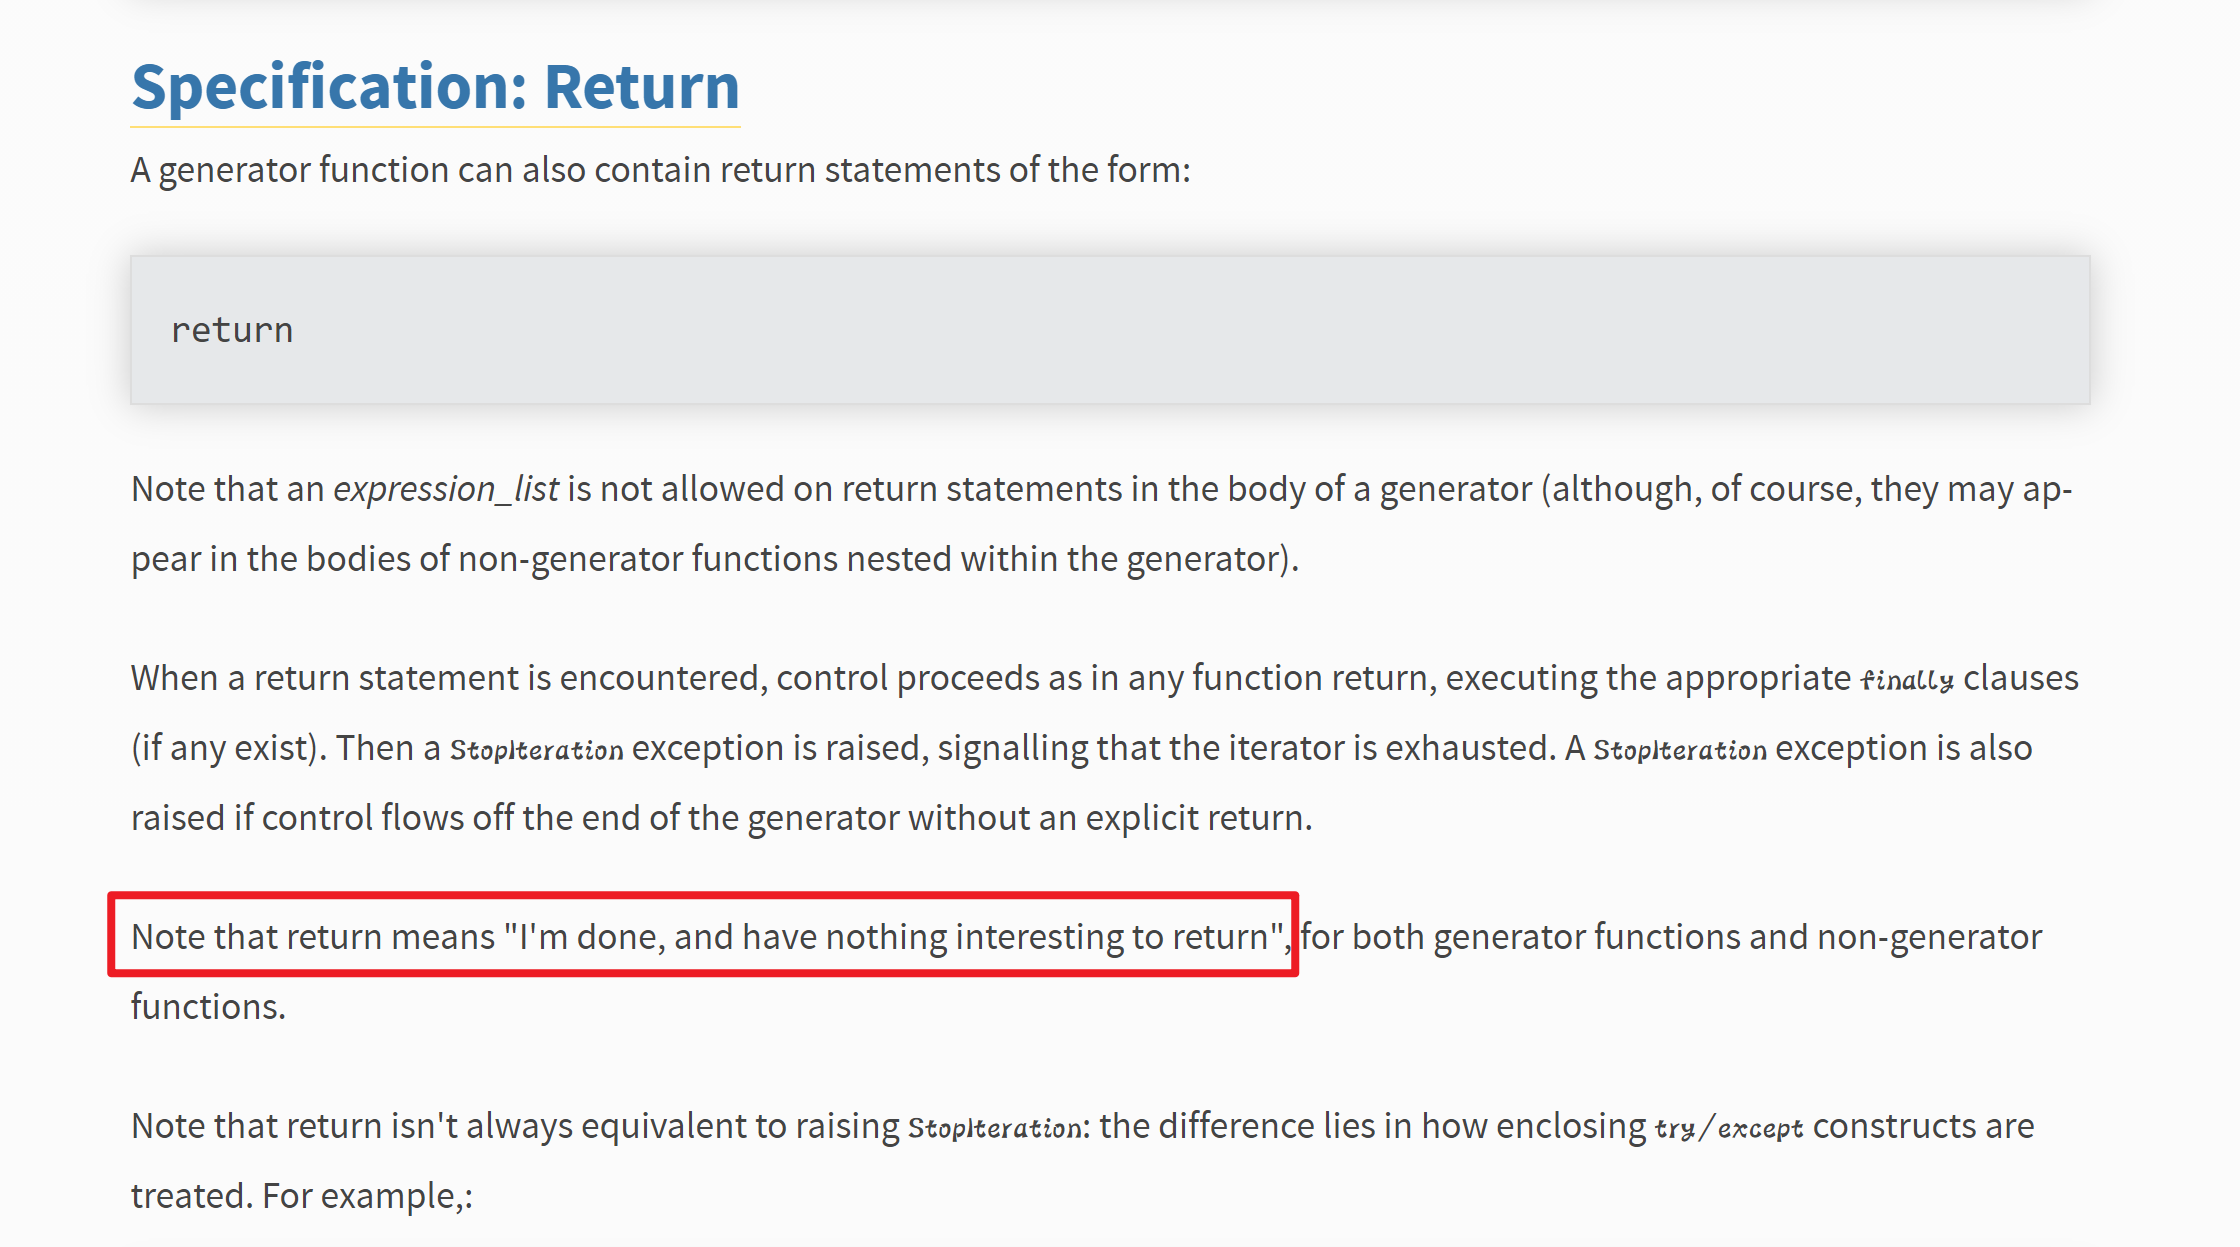 Specification: Return
A generator function can also contain return statements of the form:
return
Note that an expression_list is not allowed on return statements in the body of a generator (although, of course, they may ap-
pear in the bodies of non-generator functions nested within the generator).
When a return statement is encountered, control proceeds as in any function return, executing the appropriate finally clauses
(if any exist). Then a StopIteration exception is raised, signalling that the iterator is exhausted. A StopIteration exception is also
raised if control flows off the end of the generator without an explicit return.
Note that return means "I'm done, and have nothing interesting to return", for both generator functions and non-generator
functions.
Note that return isn't always equivalent to raising StopIteration: the difference lies in how enclosing try/except constructs are
treated. For example,: